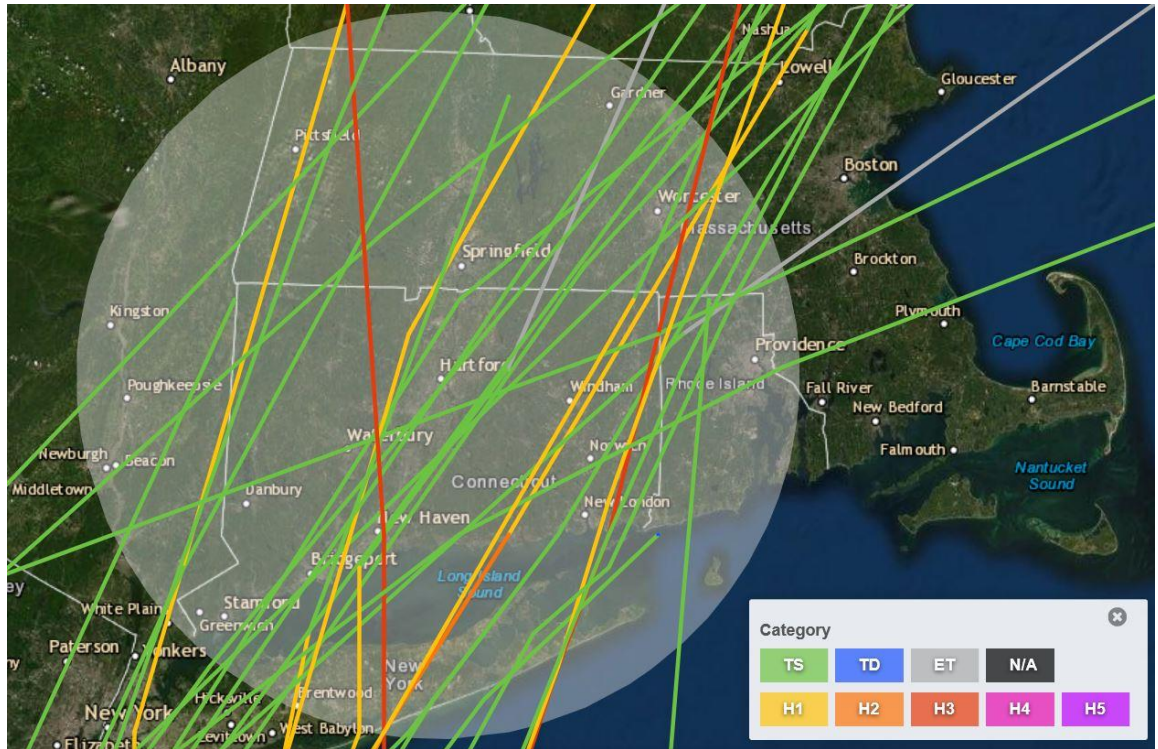 Nashua
Albany
Lowell
Gloucester
Gardner
Pittsfield
Boston
Worcester
Massachusetts
Springfield
Brockton
Kingston
Plymouth
Cape Cod Bay
Providence
Hartford
Poughkeepsie
Windham
Rhode Island
Fall River
Barnstable
New Bedford
Waterbury
Norwich
Falmouth
Newburgh
Beacon
Nantucket
Sound
Connecticut
Middletown
Danbury
New London
New Haven
Bridgeport
Long Island
Sound
ey
White Plain
Stamford
Greenwich
Category
Paterson
Yonkers
ny
New
York
TS
TD
ET
N/A
Hicksville
Brentwood
H1
H2
H3
H4
H5
New York
Levittown
West Babylon
Elizabeth